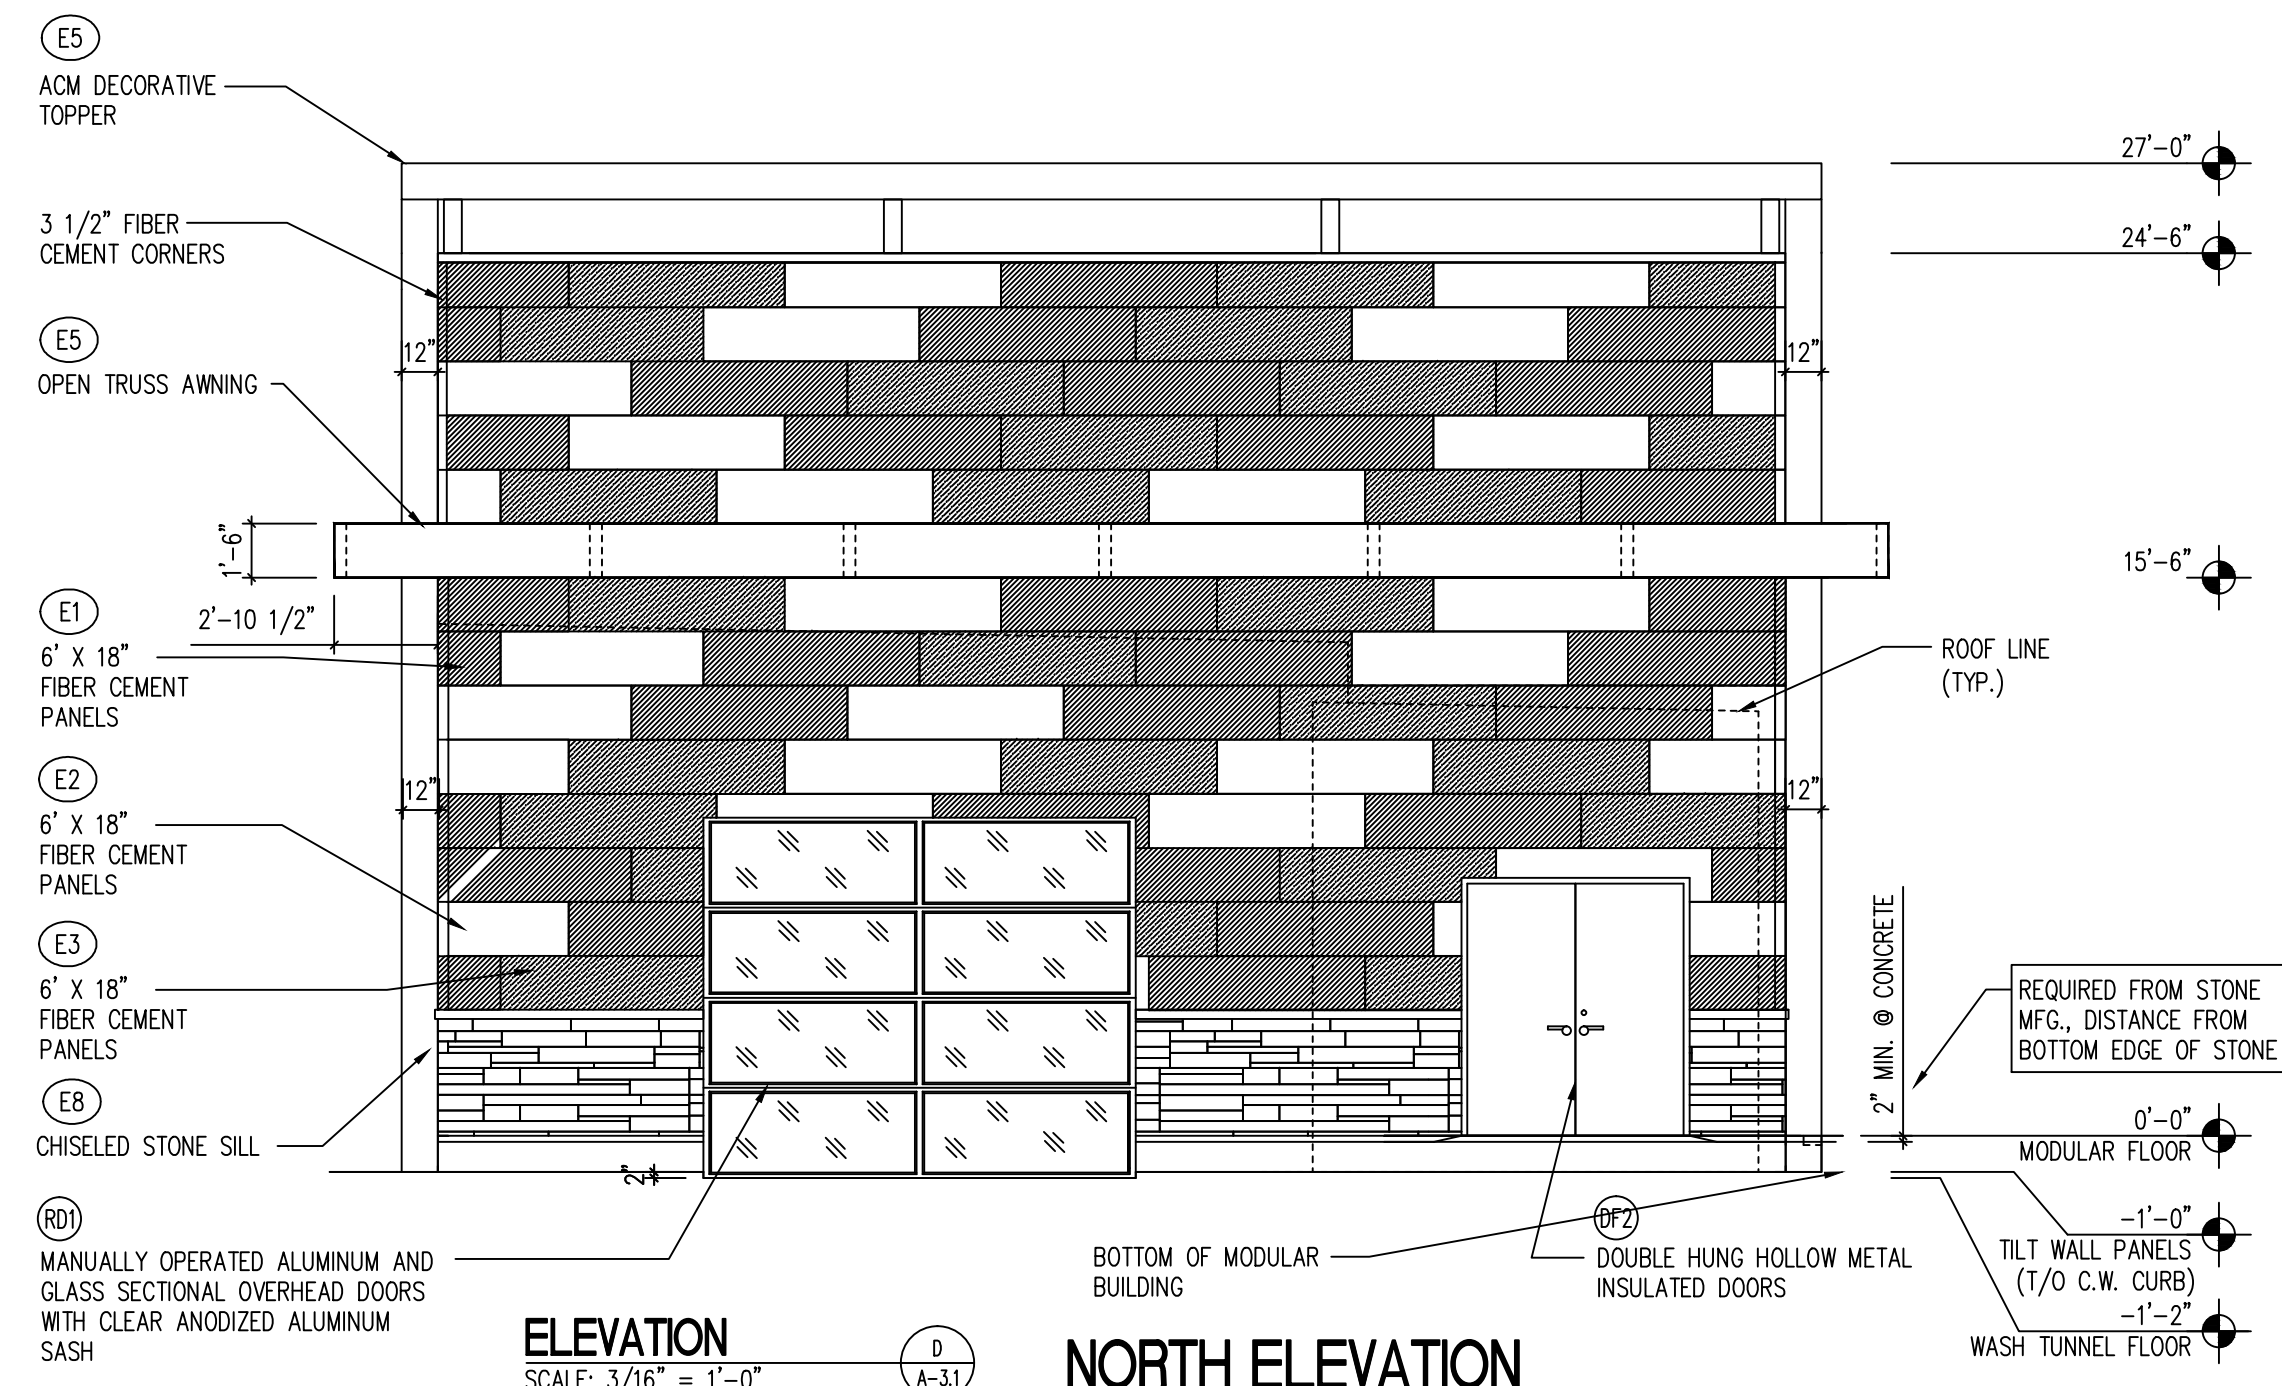 E5
ACM DECORATIVE
TOPPER
3 1/2" FIBER
CEMENT CORNERS
E5
OPEN TRUSS AWNING
12"
12"
1'-6"
2'-10 1/2"
E1
6' X 18"
FIBER CEMENT
PANELS
E2
6' X 18"
FIBER CEMENT
PANELS
12"
12"
E3
6' X 18"
FIBER CEMENT
PANELS
E8
CHISELED STONE SILL
2"
RD1
MANUALLY OPERATED ALUMINUM AND
GLASS SECTIONAL OVERHEAD DOORS
WITH CLEAR ANODIZED ALUMINUM
SASH
27'-0"
24'-6"
15'-6"
ROOF LINE
(TYP.)
2" MIN. @ CONCRETE
REQUIRED FROM STONE
MFG., DISTANCE FROM
BOTTOM EDGE OF STONE
0'-0"
MODULAR FLOOR
-1'-0"
TILT WALL PANELS
(T/O C.W. CURB)
-1'-2"
WASH TUNNEL FLOOR
BOTTOM OF MODULAR
BUILDING
DF2
DOUBLE HUNG HOLLOW METAL
INSULATED DOORS
ELEVATION
SCALE: 3/16" = 1'-0"
D
A-3.1
NORTH ELEVATION